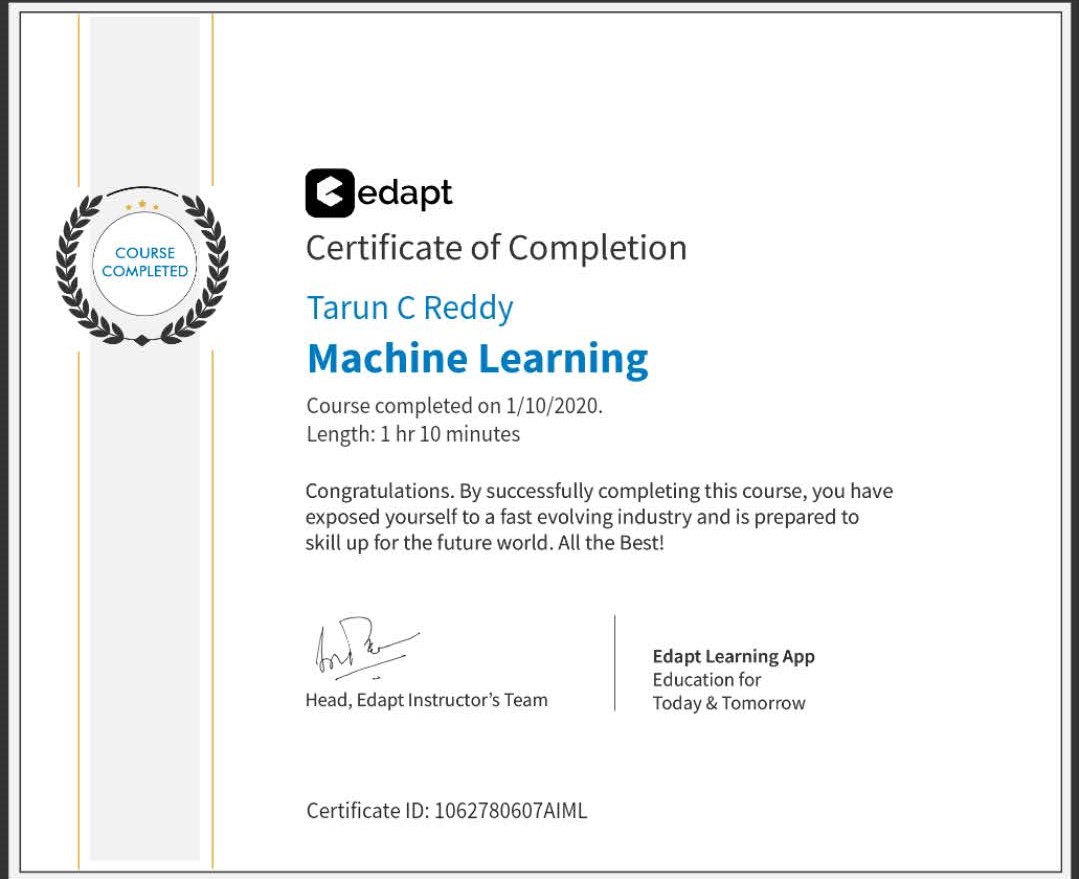 COURSE
COMPLETED
edapt
Certificate of Completion
Tarun C Reddy
Machine Learning
Course completed on 1/10/2020.
Length: 1 hr 10 minutes
Congratulations. By successfully completing this course, you have
exposed yourself to a fast evolving industry and is prepared to
skill up for the future world. All the Best!
Head, Edapt Instructor's Team
Edapt Learning App
Education for
Today & Tomorrow
Certificate ID: 1062780607AIML